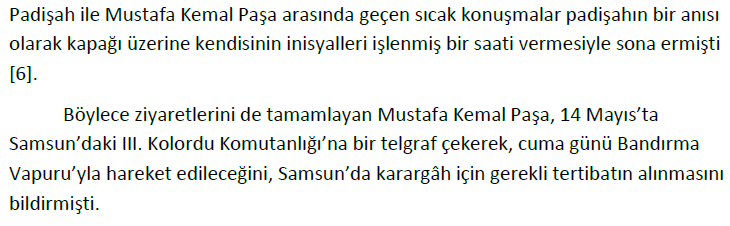 Padişah ile Mustafa Kemal Paşa arasında geçen sıcak konuşmalar padişahın bir anısı
olarak kapağı üzerine kendisinin inisyalleri işlenmiş bir saati vermesiyle sona ermişti
[6].
Böylece ziyaretlerini de tamamlayan Mustafa Kemal Paşa, 14 Mayıs’ta
Samsun’daki III. Kolordu Komutanlığı’na bir telgraf çekerek, cuma günü Bandırma
Vapuru’yla hareket edileceğini, Samsun’da karargâh için gerekli tertibatın alınmasını
bildirmişti.